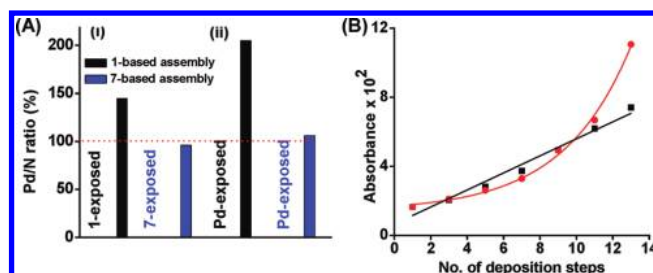 (A)
(i)
(ii)
Pd/N ratio (%)
200
150
100
50
0
1-based assembly
7-based assembly
1-exposed
7-exposed
Pd-exposed
Pd-exposed
(B)
Absorbance x 10²
12
8
4
0
0 2 4 6 8 10 12 14
No. of deposition steps